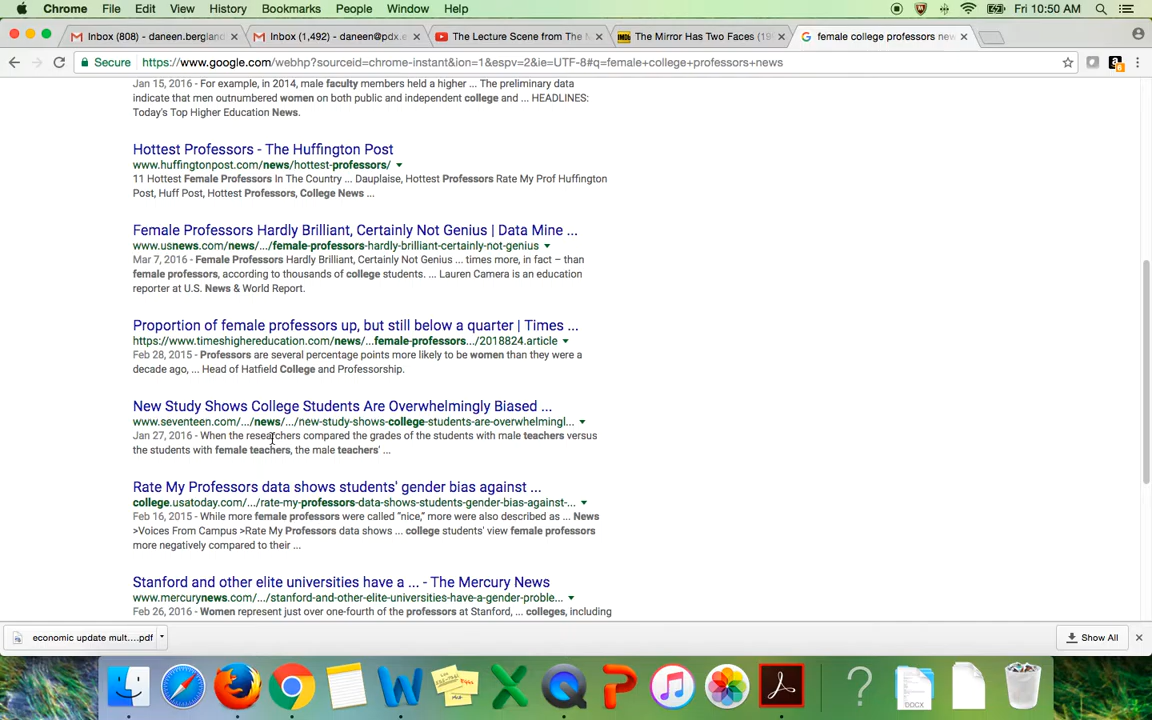 Chrome File Edit View History Bookmarks People Window Help Fri 10:50 AM
Inbox (808) - daneen.bergland Inbox (1,492) - daneen@pdx.e The Lecture Scene from The M The Mirror Has Two Faces (19 female college professors new
Secure https://www.google.com/webhp?sourceid=chrome-instant&ion=1&espv=2&ie=UTF-8#q=female+college+professors+news
Jan 15, 2016 - For example, in 2014, male faculty members held a higher ... The preliminary data
indicate that men outnumbered women on both public and independent college and ... HEADLINES:
Today's Top Higher Education News.
Hottest Professors - The Huffington Post
www.huffingtonpost.com/news/hottest-professors/
11 Hottest Female Professors In The Country ... Dauplaise, Hottest Professors Rate My Prof Huffington
Post, Huff Post, Hottest Professors, College News ...
Female Professors Hardly Brilliant, Certainly Not Genius | Data Mine ...
www.usnews.com/news/.../female-professors-hardly-brilliant-certainly-not-genius
Mar 7, 2016 - Female Professors Hardly Brilliant, Certainly Not Genius ... times more, in fact – than
female professors, according to thousands of college students. ... Lauren Camera is an education
reporter at U.S. News & World Report.
Proportion of female professors up, but still below a quarter | Times ...
https://www.timeshighereducation.com/news/...female-professors.../2018824.article
Feb 28, 2015 - Professors are several percentage points more likely to be women than they were a
decade ago, ... Head of Hatfield College and Professorship.
New Study Shows College Students Are Overwhelmingly Biased ...
www.seventeen.com/.../news/.../new-study-shows-college-students-are-overwhelmingl...
Jan 27, 2016 - When the researchers compared the grades of the students with male teachers versus
the students with female teachers, the male teachers' ...
Rate My Professors data shows students' gender bias against ...
college.usatoday.com/.../rate-my-professors-data-shows-students-gender-bias-against-...
Feb 16, 2015 - While more female professors were called "nice," more were also described as ... News
>Voices From Campus >Rate My Professors data shows ... college students' view female professors
more negatively compared to their ...
Stanford and other elite universities have a ... - The Mercury News
www.mercurynews.com/.../stanford-and-other-elite-universities-have-a-gender-proble...
Feb 26, 2016 - Women represent just over one-fourth of the professors at Stanford, ... colleges, including
economic update mult....pdf Show All
DOCX